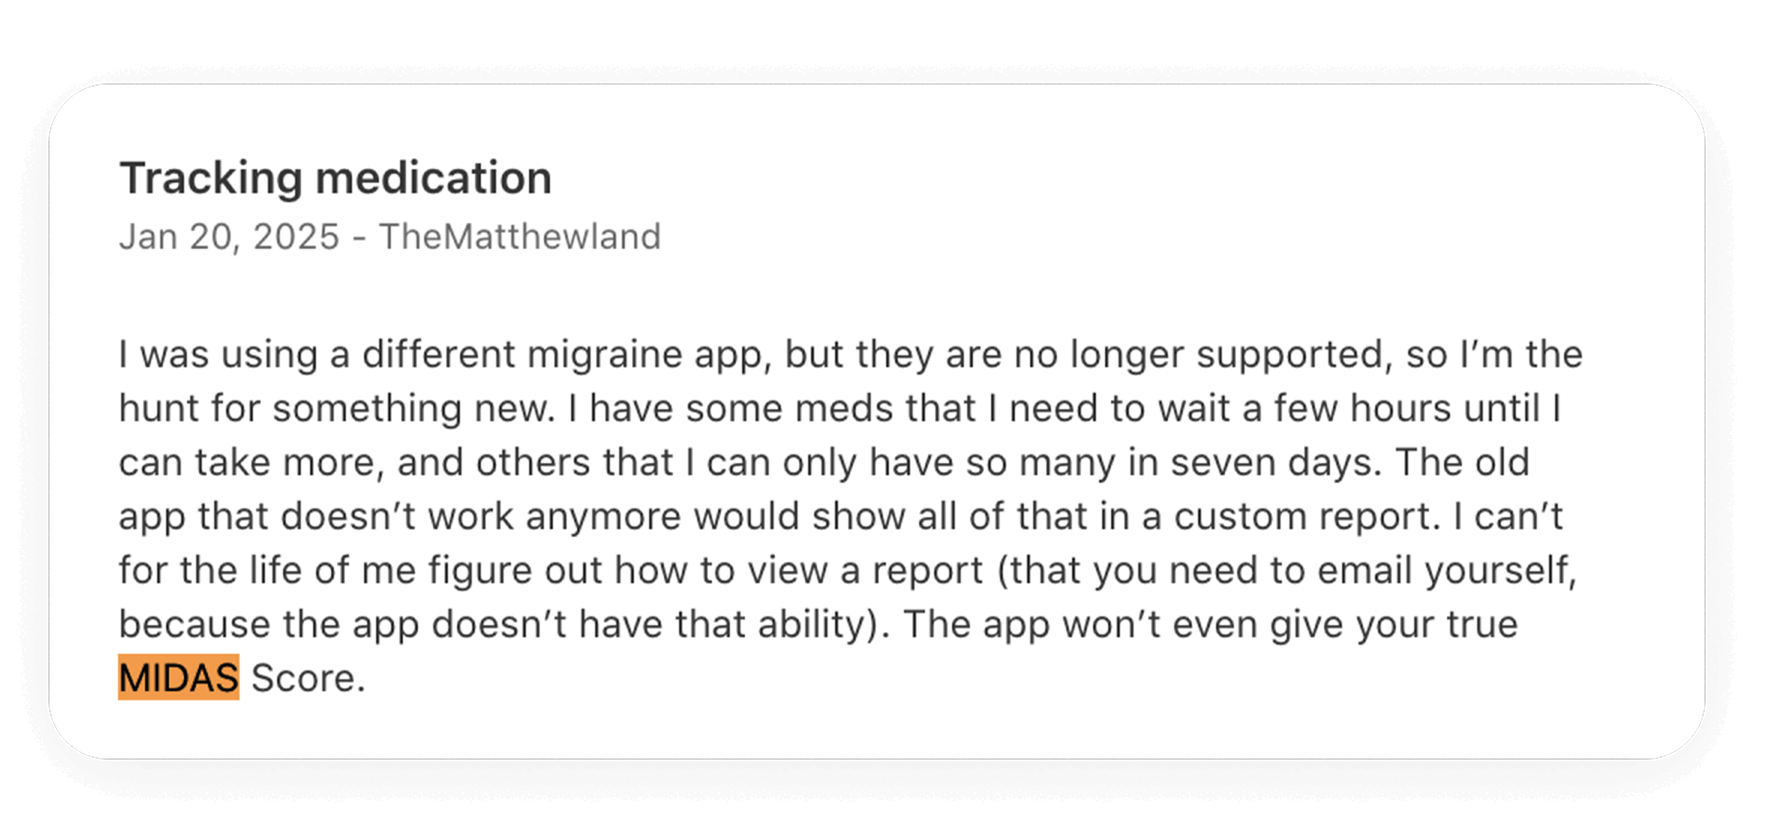 Tracking medication
Jan 20, 2025 - TheMatthewland
I was using a different migraine app, but they are no longer supported, so I’m the
hunt for something new. I have some meds that I need to wait a few hours until I
can take more, and others that I can only have so many in seven days. The old
app that doesn’t work anymore would show all of that in a custom report. I can’t
for the life of me figure out how to view a report (that you need to email yourself,
because the app doesn’t have that ability). The app won’t even give your true
MIDAS Score.